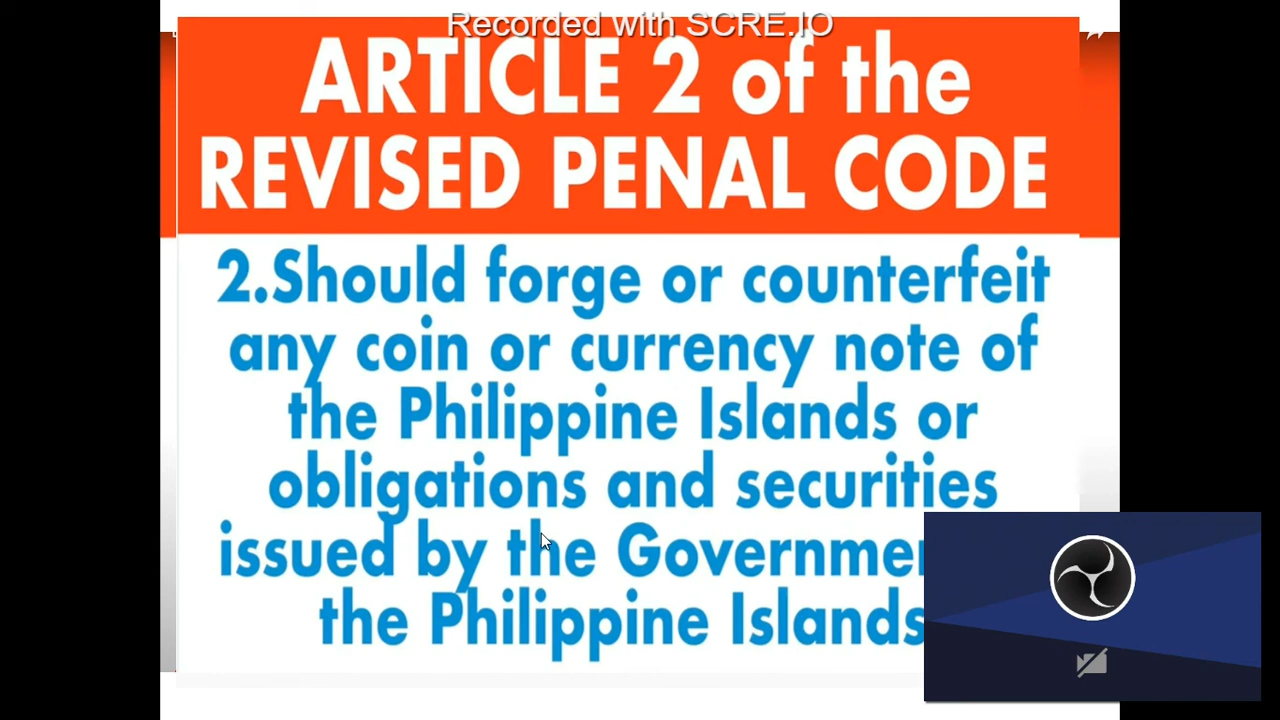 Recorded with SCRE.IO
ARTICLE 2 of the
REVISED PENAL CODE
2.Should forge or counterfeit
any coin or currency note of
the Philippine Islands or
obligations and securities
issued by the
the Philippine Islands